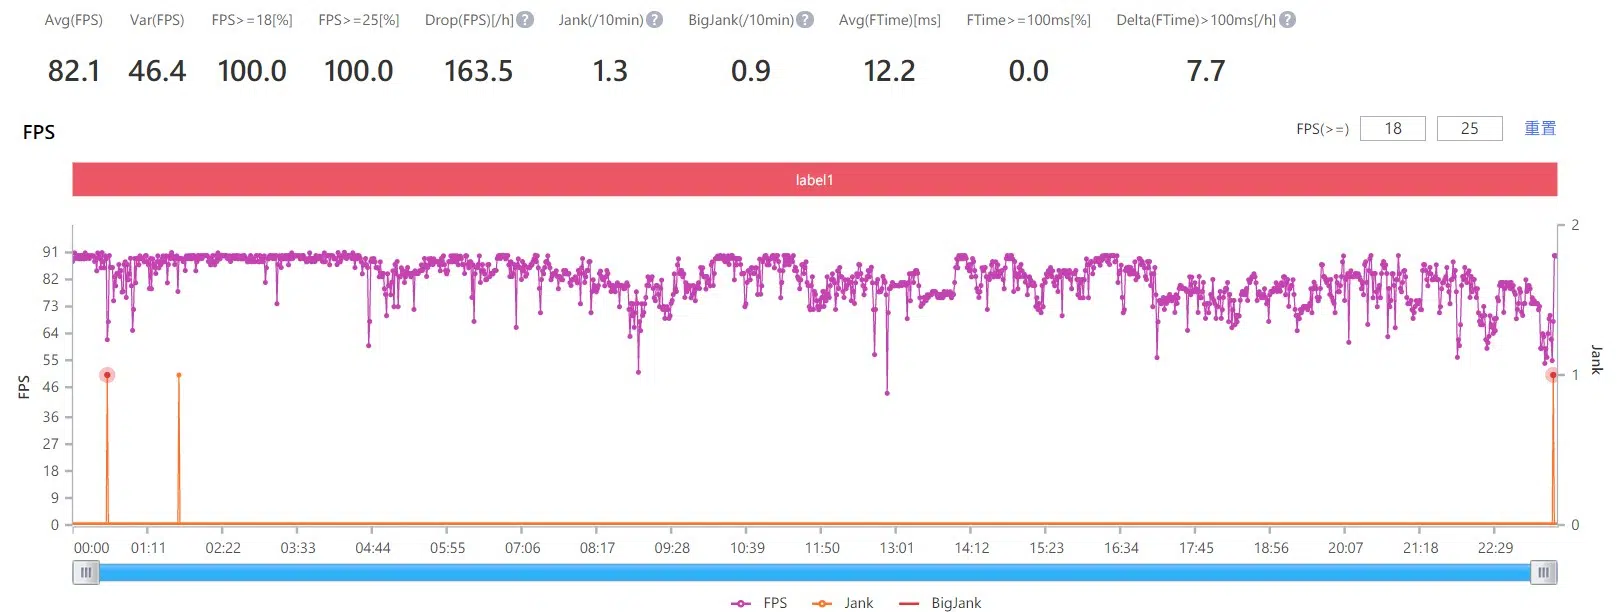 Avg(FPS) Var(FPS) FPS>=18[%] FPS>=25[%] Drop(FPS)[/h] ? Jank(/10min) ? BigJank(/10min) ? Avg(FTime)[ms] FTime>=100ms[%] Delta(FTime)>100ms[/h] ?
82.1 46.4 100.0 100.0 163.5 1.3 0.9 12.2 0.0 7.7
FPS
FPS(>=) 18 25 重置
label1
91
82
73
64
55
46
36
27
18
9
0
FPS
2
1
0
Jank
00:00 01:11 02:22 03:33 04:44 05:55 07:06 08:17 09:28 10:39 11:50 13:01 14:12 15:23 16:34 17:45 18:56 20:07 21:18 22:29
FPS Jank BigJank